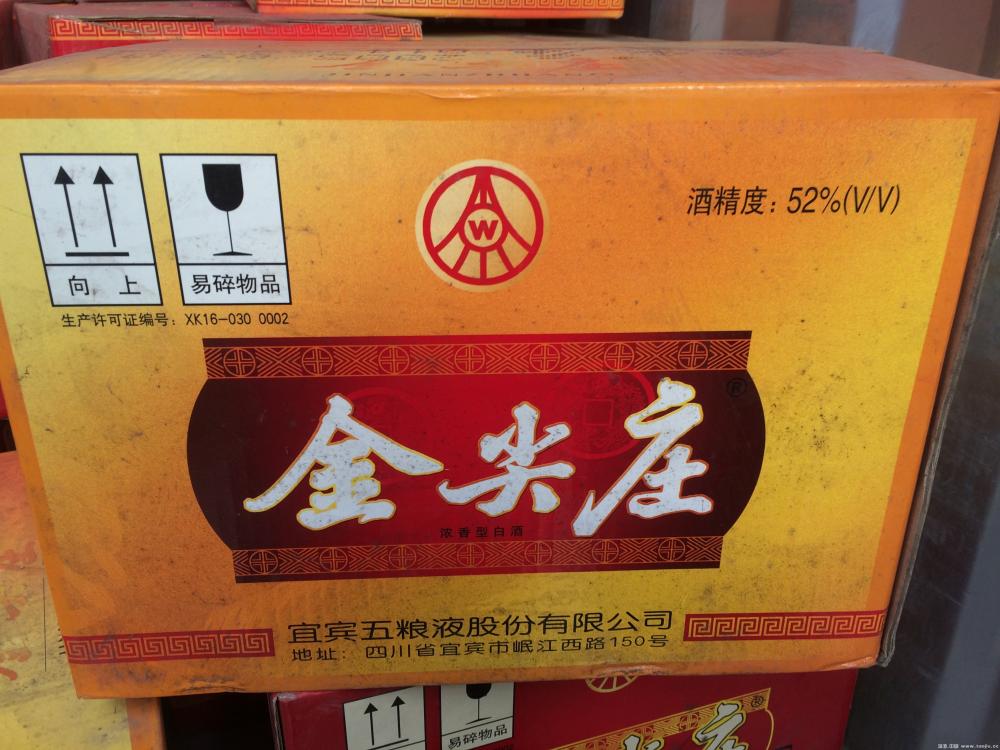 酒精度：52%(V/V)
W
向 上
易碎物品
生产许可证编号：XK16-030 0002
金尖庄®
浓香型白酒
宜宾五粮液股份有限公司
地址：四川省宜宾市岷江西路150号
易碎物品
庄®